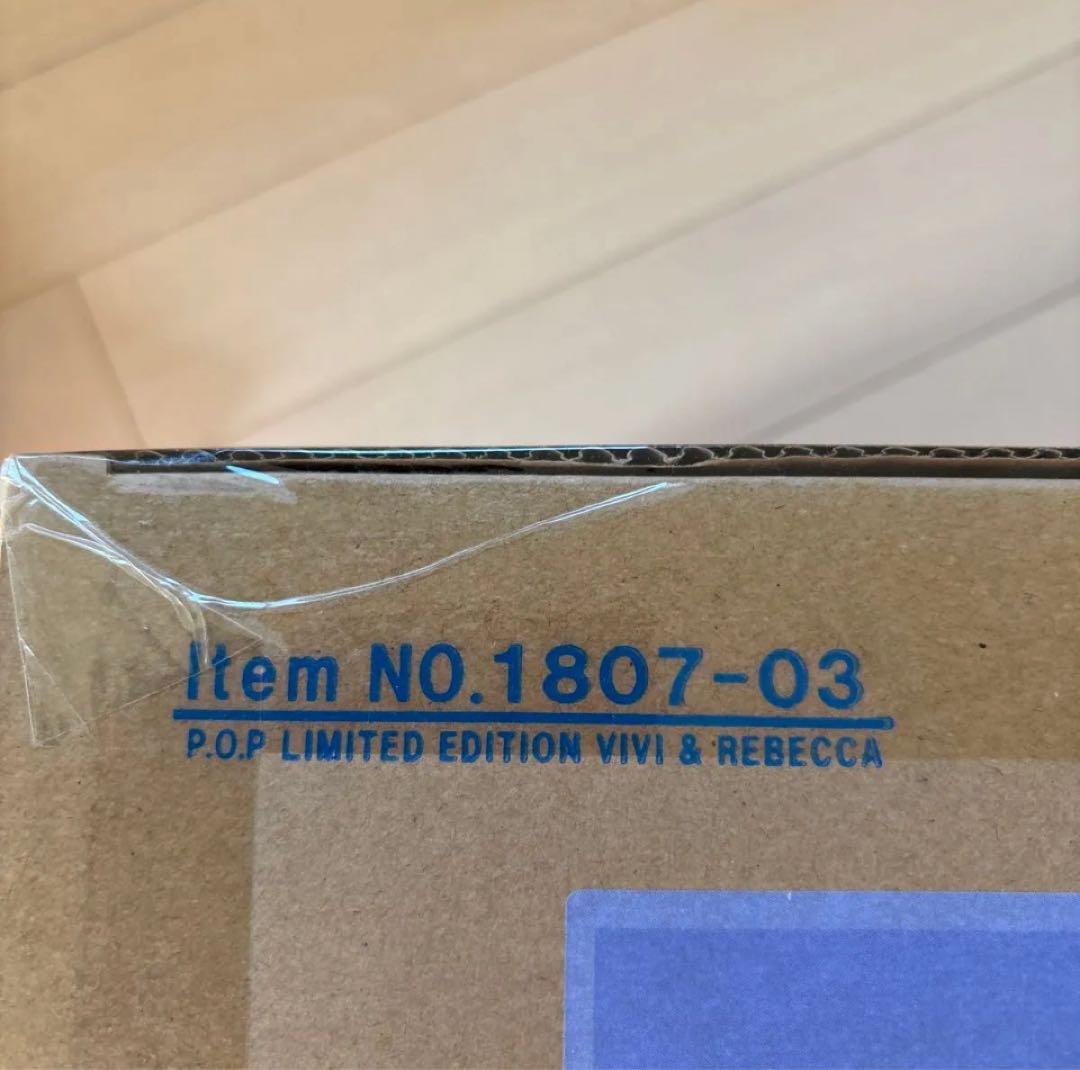 Item NO.1807-03
P.O.P LIMITED EDITION VIVI & REBECCA